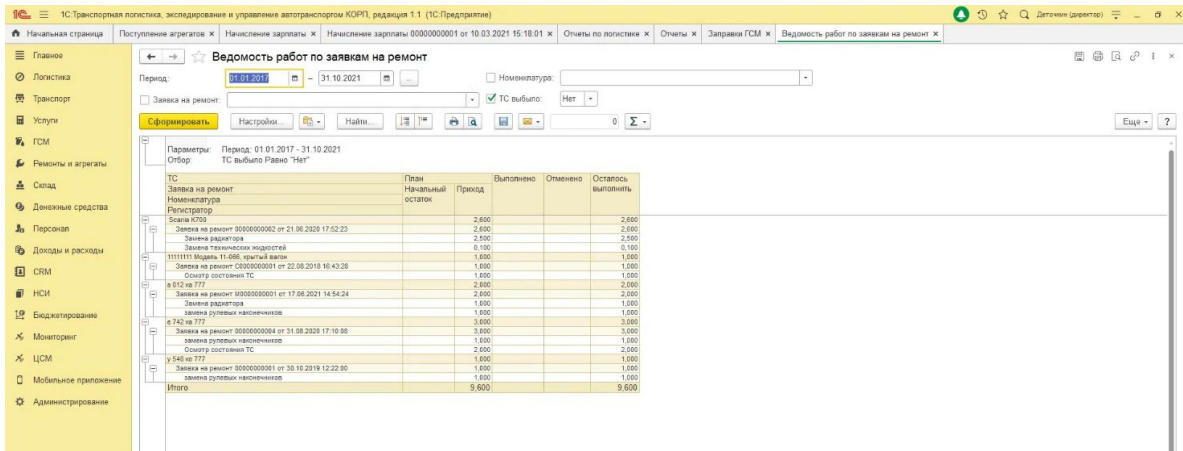 1С:Транспортная логистика, экспедирование и управление автотранспортом КОРП, редакция 1.1 (1С:Предприятие)
Деточкин (директор)
Начальная страница
Поступление агрегатов
Начисление зарплаты
Начисление зарплаты 00000000001 от 10.03.2021 15:18:01
Отчеты по логистике
Отчеты
Заправки ГСМ
Ведомость работ по заявкам на ремонт
Главное
Логистика
Транспорт
Услуги
ГСМ
Ремонты и агрегаты
Склад
Денежные средства
Персонал
Доходы и расходы
CRM
НСИ
Бюджетирование
Мониторинг
ЦСМ
Мобильное приложение
Администрирование
Ведомость работ по заявкам на ремонт
Период: 01.01.2017 – 31.10.2021 ... Номенклатура:
Заявка на ремонт: ТС выбыло: Нет
Сформировать Настройки... Найти... 0 Σ Еще ?
Параметры: Период: 01.01.2017 - 31.10.2021
Отбор: ТС выбыло Равно "Нет"
ТС План Выполнено Отменено Осталось выполнить
Заявка на ремонт Начальный остаток Приход
Номенклатура
Регистратор
Scania K700 2,600 2,600
Заявка на ремонт 00000000002 от 21.06.2020 17:52:23 2,600 2,600
Замена радиатора 2,500 2,500
Замена технических жидкостей 0,100 0,100
11111111 Модель 11-066, крытый вагон 1,000 1,000
Заявка на ремонт С0000000001 от 22.08.2018 16:43:28 1,000 1,000
Осмотр состояния ТС 1,000 1,000
а 012 ка 777 2,000 2,000
Заявка на ремонт М0000000001 от 17.06.2021 14:54:24 2,000 2,000
Замена радиатора 1,000 1,000
замена рулевых наконечников 1,000 1,000
е 742 ка 777 3,000 3,000
Заявка на ремонт 00000000004 от 31.08.2020 17:10:08 3,000 3,000
замена рулевых наконечников 1,000 1,000
Осмотр состояния ТС 2,000 2,000
у 548 ке 777 1,000 1,000
Заявка на ремонт 00000000001 от 30.10.2019 12:22:00 1,000 1,000
замена рулевых наконечников 1,000 1,000
Итого 9,600 9,600